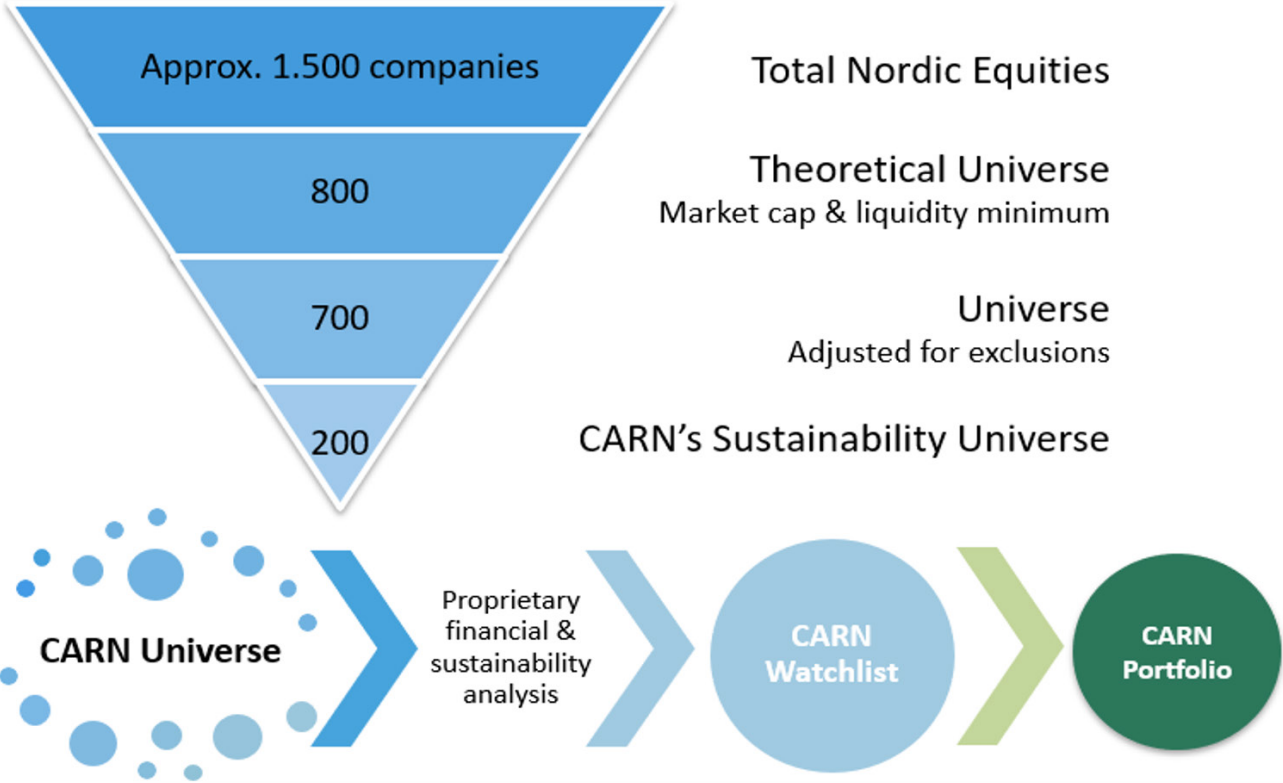 Approx. 1.500 companies
Total Nordic Equities
800
Theoretical Universe
Market cap & liquidity minimum
700
Universe
Adjusted for exclusions
200
CARN’s Sustainability Universe
CARN Universe
Proprietary
financial &
sustainability
analysis
CARN
Watchlist
CARN
Portfolio